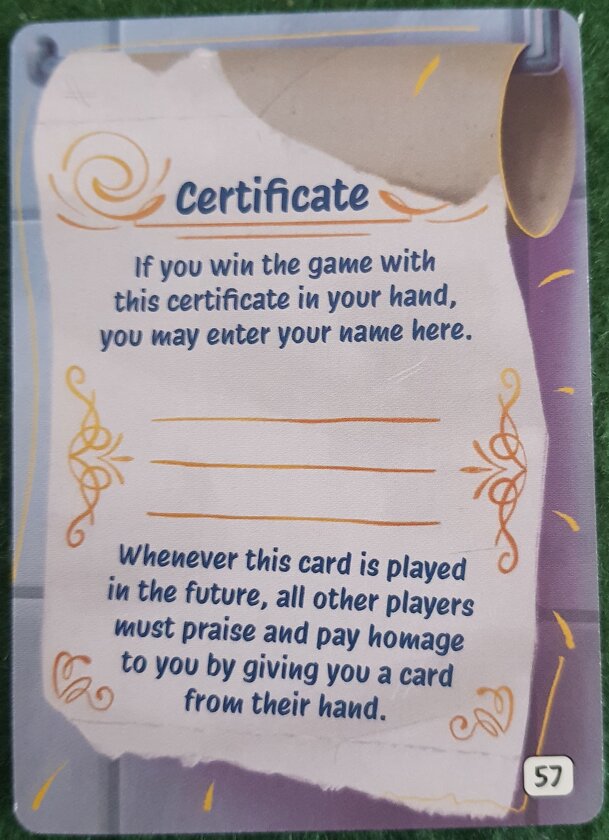 Certificate
If you win the game with
this certificate in your hand,
you may enter your name here.
Whenever this card is played
in the future, all other players
must praise and pay homage
to you by giving you a card
from their hand.
57